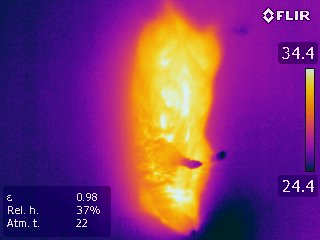 FLIR
34.4
24.4
ε 0.98
Rel. h. 37%
Atm. t. 22